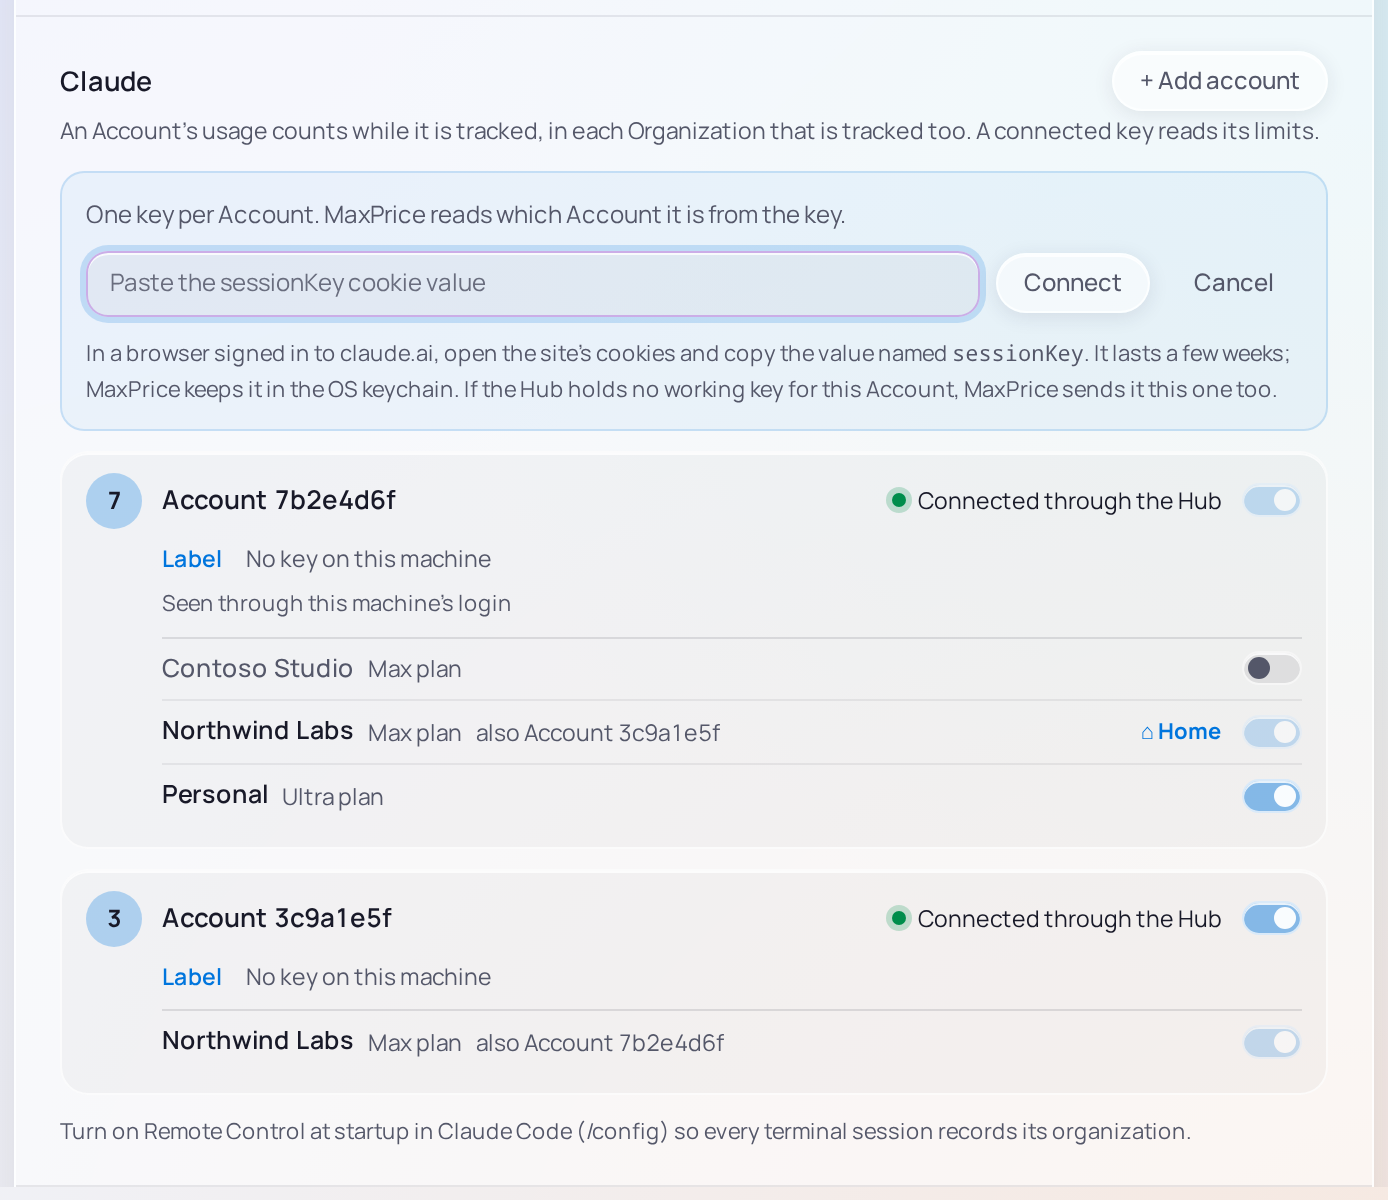 Claude
+ Add account
An Account’s usage counts while it is tracked, in each Organization that is tracked too. A connected key reads its limits.
One key per Account. MaxPrice reads which Account it is from the key.
Paste the sessionKey cookie value
Connect
Cancel
In a browser signed in to claude.ai, open the site’s cookies and copy the value named sessionKey. It lasts a few weeks;
MaxPrice keeps it in the OS keychain. If the Hub holds no working key for this Account, MaxPrice sends it this one too.
7 Account 7b2e4d6f Connected through the Hub
Label No key on this machine
Seen through this machine’s login
Contoso Studio Max plan
Northwind Labs Max plan also Account 3c9a1e5f ⌂ Home
Personal Ultra plan
3 Account 3c9a1e5f Connected through the Hub
Label No key on this machine
Northwind Labs Max plan also Account 7b2e4d6f
Turn on Remote Control at startup in Claude Code (/config) so every terminal session records its organization.